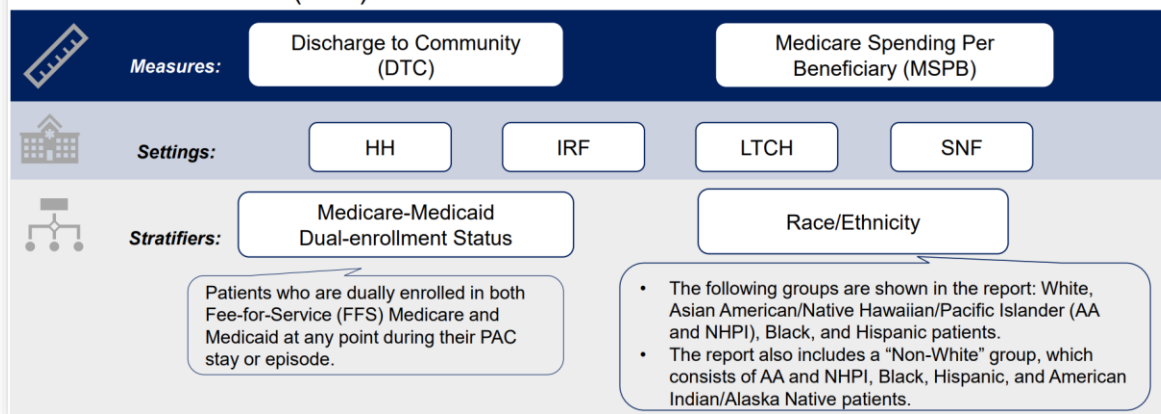 Measures:
Discharge to Community
(DTC)
Medicare Spending Per
Beneficiary (MSPB)
Settings:
HH
IRF
LTCH
SNF
Stratifiers:
Medicare-Medicaid
Dual-enrollment Status
Race/Ethnicity
Patients who are dually enrolled in both
Fee-for-Service (FFS) Medicare and
Medicaid at any point during their PAC
stay or episode.
• The following groups are shown in the report: White,
Asian American/Native Hawaiian/Pacific Islander (AA
and NHPI), Black, and Hispanic patients.
• The report also includes a “Non-White” group, which
consists of AA and NHPI, Black, Hispanic, and American
Indian/Alaska Native patients.